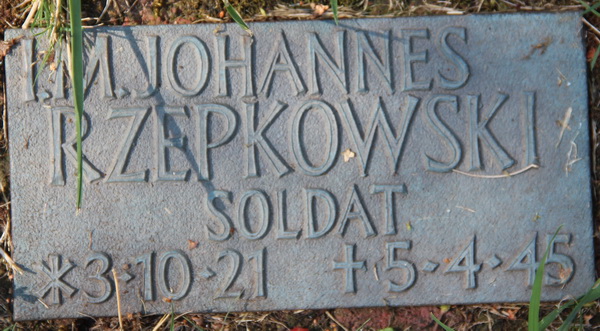 I.M.JOHANNES
RZEPKOWSKI
SOLDAT
*3·10·21 †5·4·45